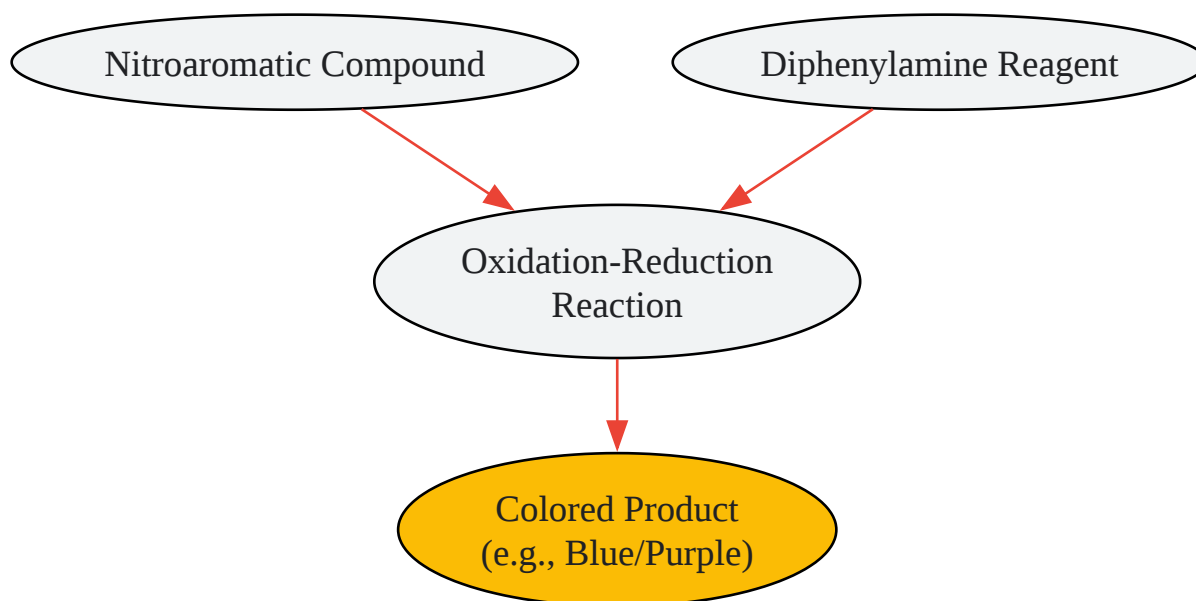 Nitroaromatic Compound
Diphenylamine Reagent
Oxidation-Reduction
Reaction
Colored Product
(e.g., Blue/Purple)